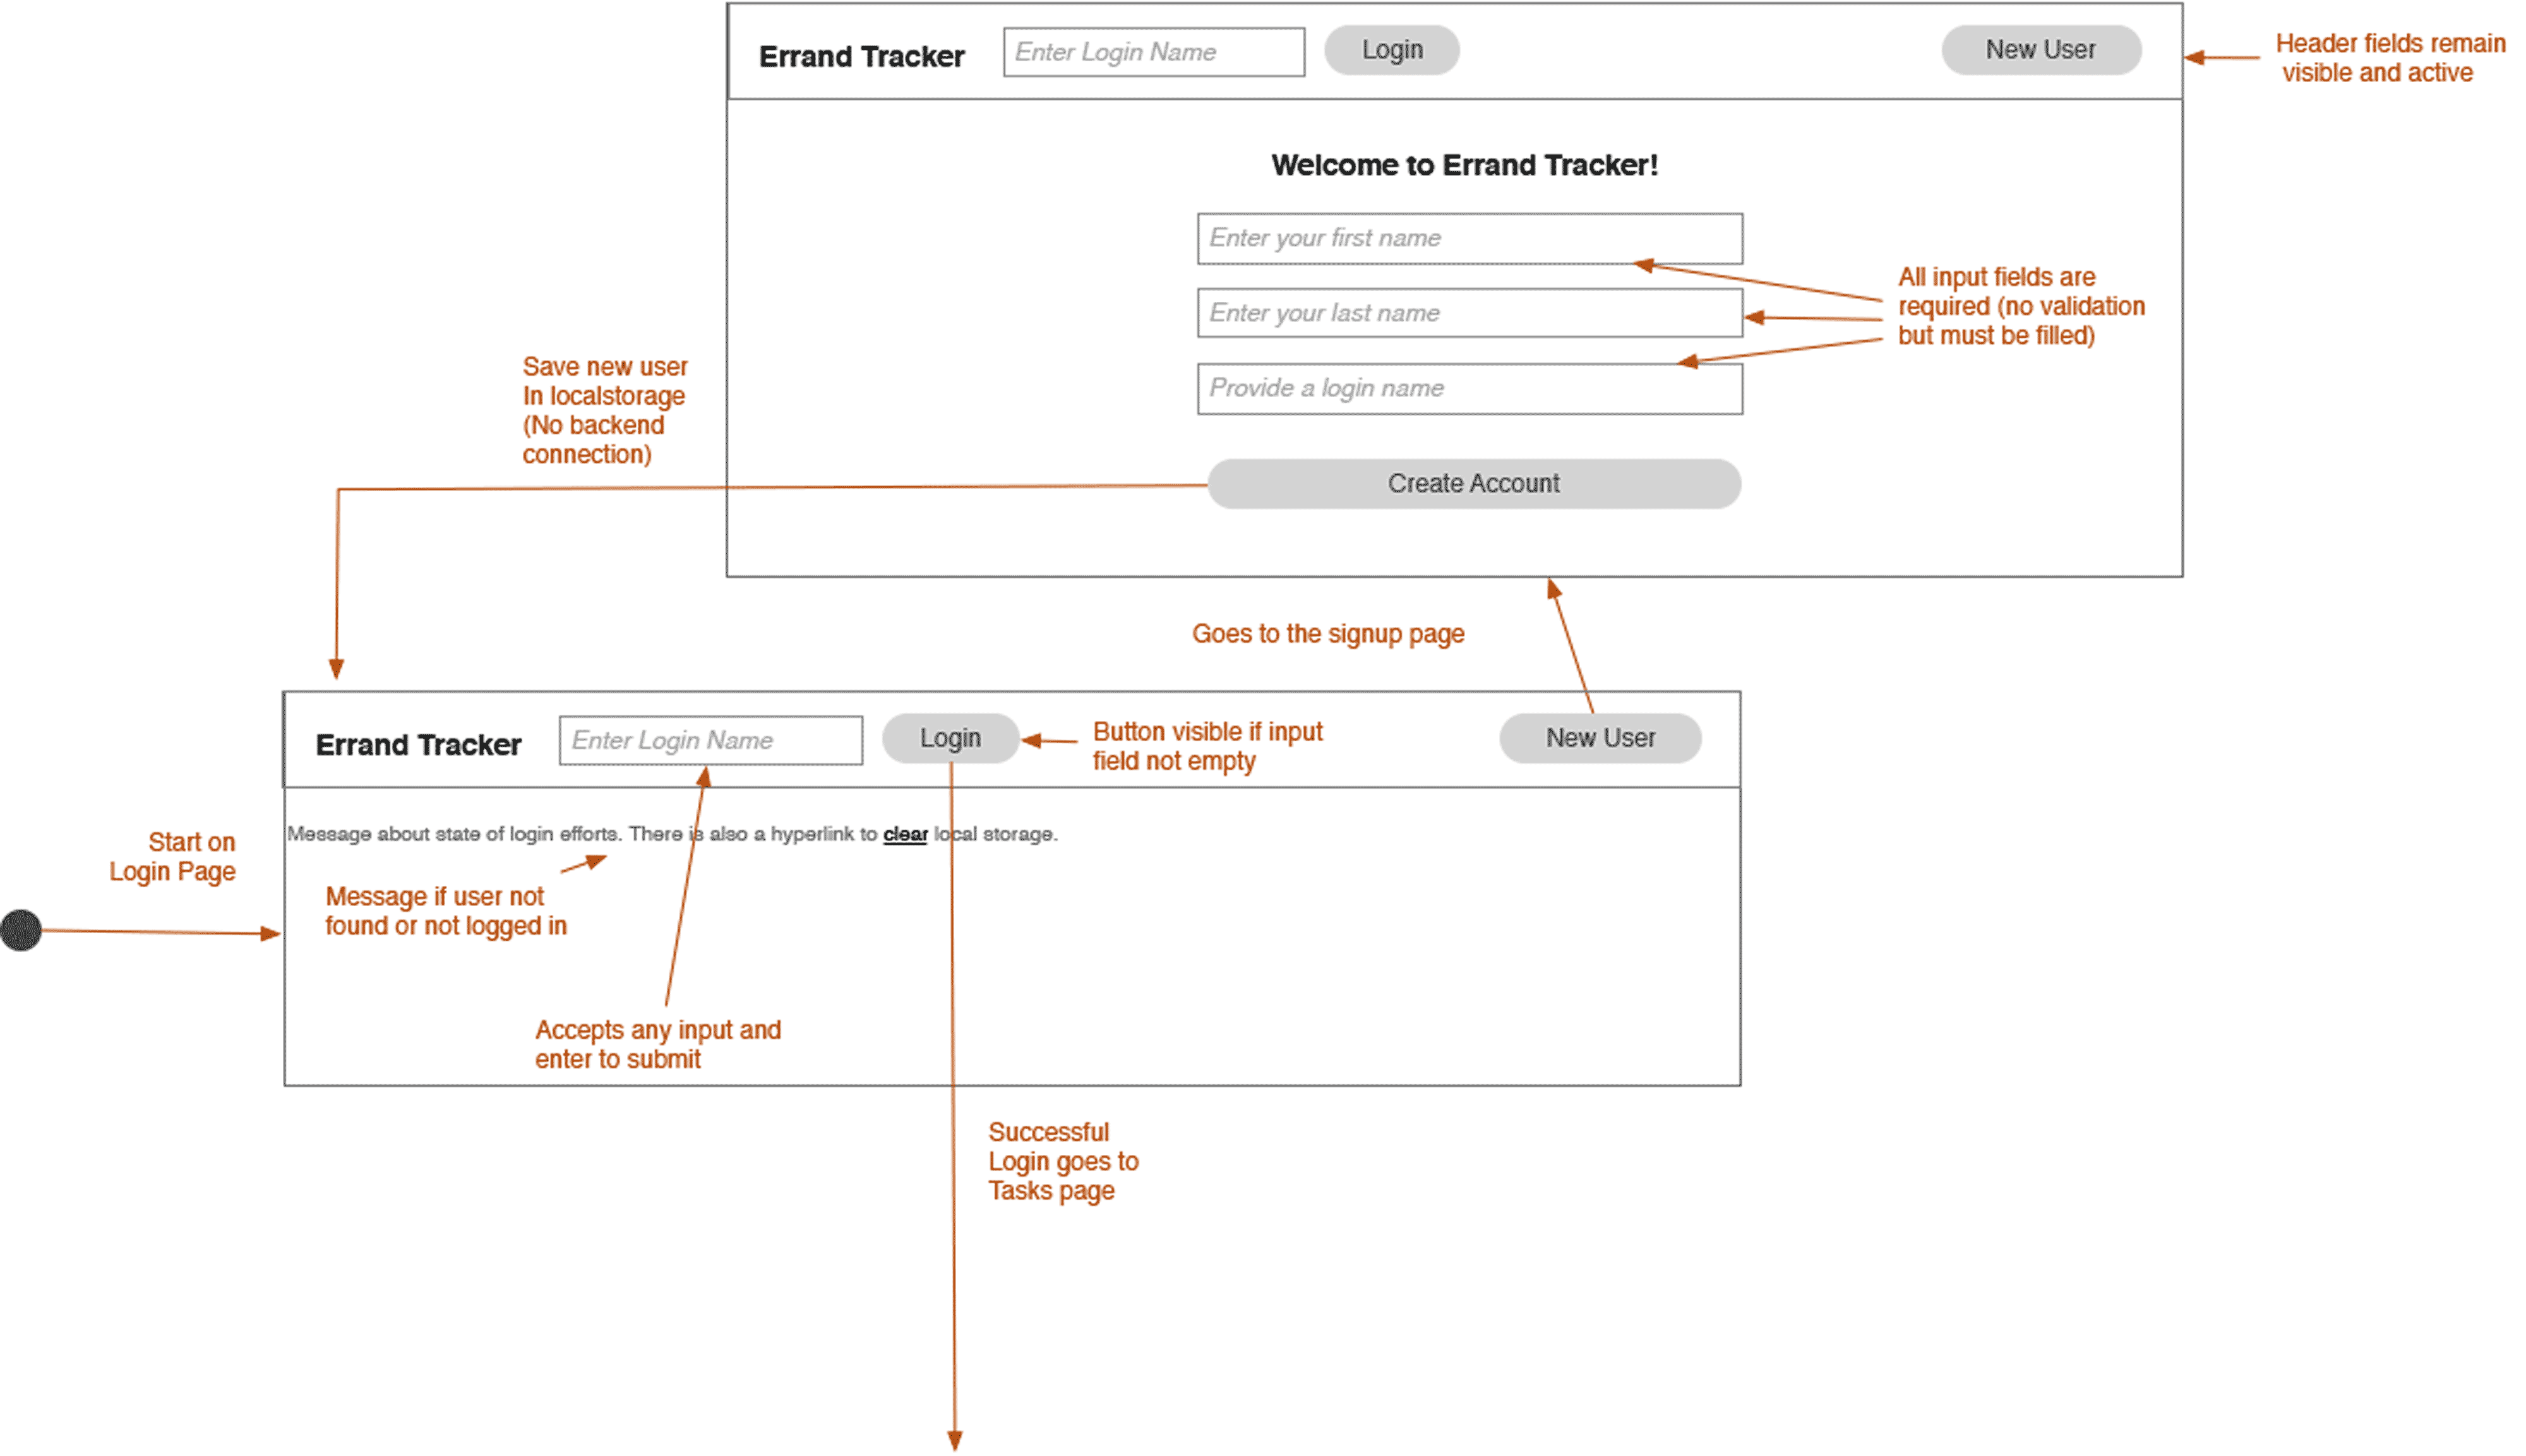 Errand Tracker
Enter Login Name
Login
New User
Header fields remain
visible and active
Welcome to Errand Tracker!
Enter your first name
Enter your last name
Provide a login name
All input fields are
required (no validation
but must be filled)
Save new user
In localstorage
(No backend
connection)
Create Account
Goes to the signup page
Errand Tracker
Enter Login Name
Login
Button visible if input
field not empty
New User
Message about state of login efforts. There is also a hyperlink to clear local storage.
Start on
Login Page
Message if user not
found or not logged in
Accepts any input and
enter to submit
Successful
Login goes to
Tasks page